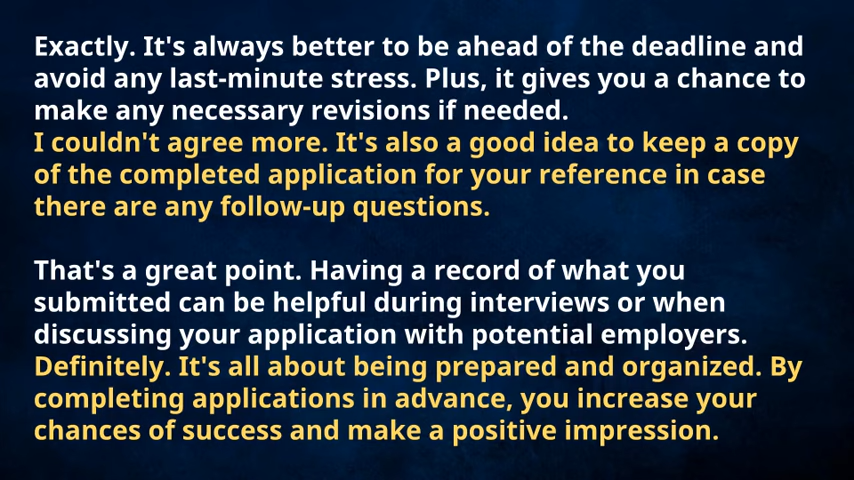 Exactly. It's always better to be ahead of the deadline and
avoid any last-minute stress. Plus, it gives you a chance to
make any necessary revisions if needed.
I couldn't agree more. It's also a good idea to keep a copy
of the completed application for your reference in case
there are any follow-up questions.
That's a great point. Having a record of what you
submitted can be helpful during interviews or when
discussing your application with potential employers.
Definitely. It's all about being prepared and organized. By
completing applications in advance, you increase your
chances of success and make a positive impression.